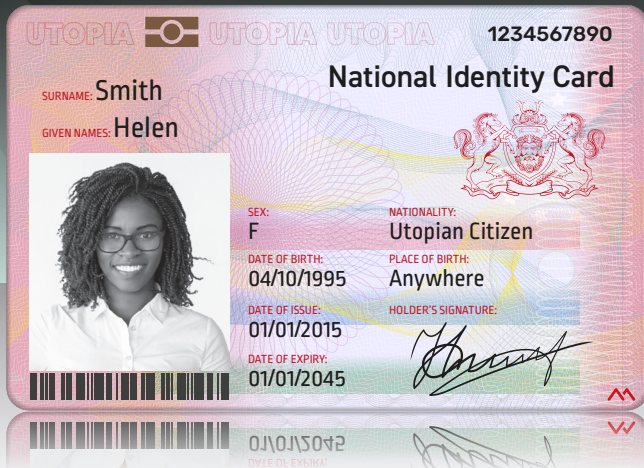 UTOPIA UTOPIA UTOPIA
1234567890
National Identity Card
SURNAME: Smith
GIVEN NAMES: Helen
SEX:
F
NATIONALITY:
Utopian Citizen
DATE OF BIRTH:
04/10/1995
PLACE OF BIRTH:
Anywhere
DATE OF ISSUE:
01/01/2015
HOLDER'S SIGNATURE:
DATE OF EXPIRY:
01/01/2045